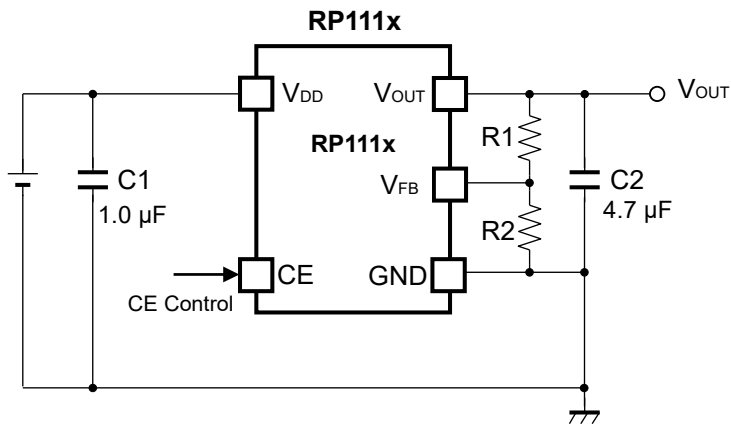 RP111x
VDD
VOUT
VOUT
R1
RP111x
VFB
C1
1.0 µF
C2
4.7 µF
R2
CE
GND
CE Control